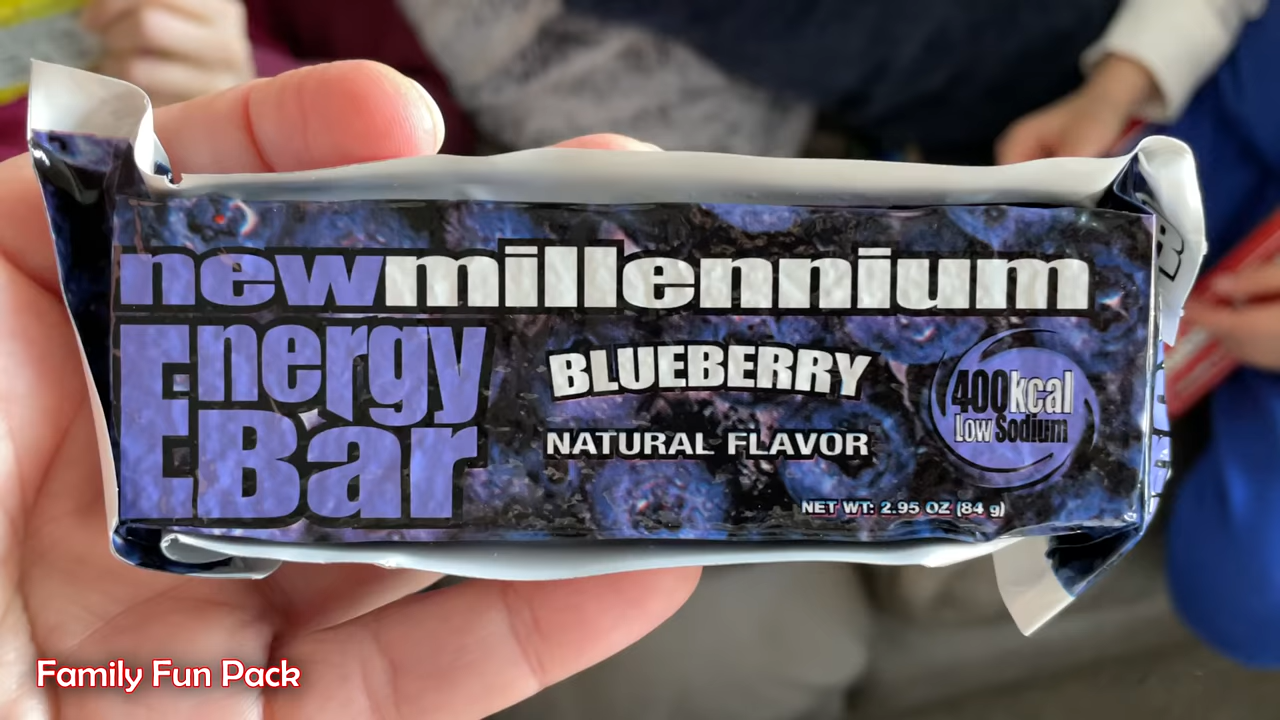 newmillennium
Energy
Bar
BLUEBERRY
NATURAL FLAVOR
400kcal
Low Sodium
NET WT: 2.95 OZ (84 g)
Family Fun Pack